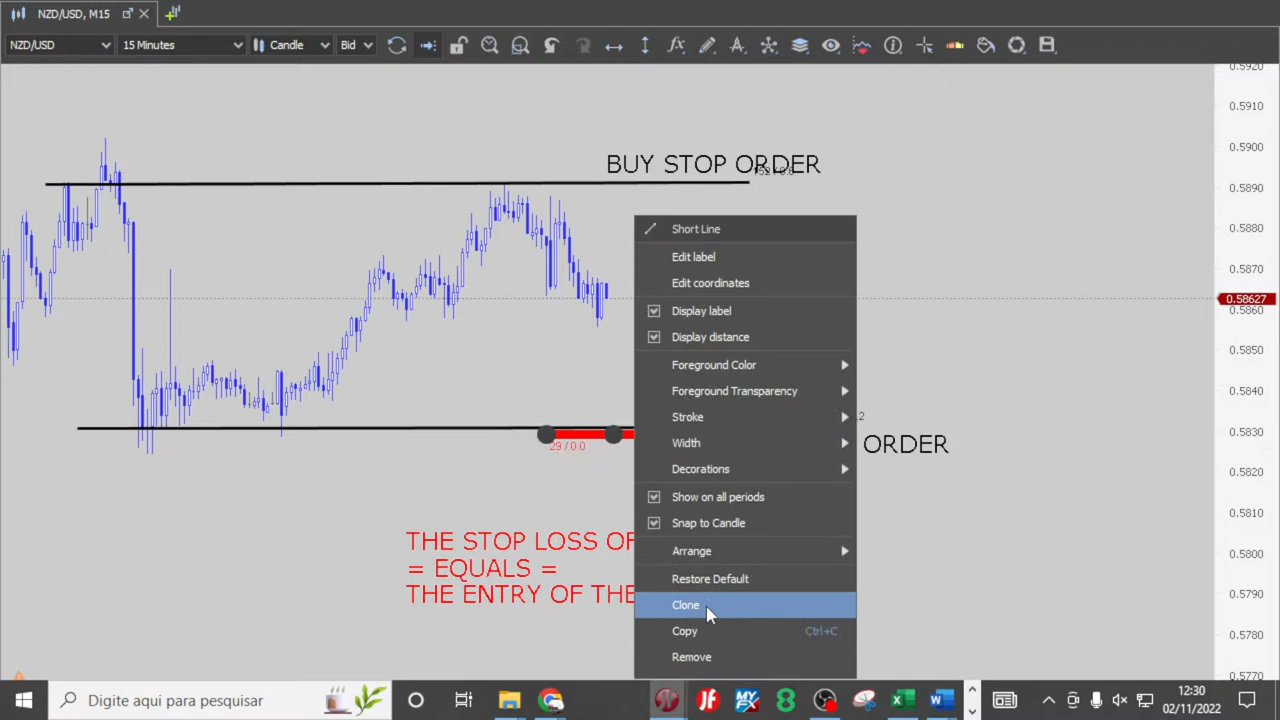 NZD/USD, M15
NZD/USD 15 Minutes Candle Bid
0.5920
0.5910
0.5900
0.5890
0.5880
0.5870
0.58627
0.5860
0.5850
0.5840
0.5830
0.5820
0.5810
0.5800
0.5790
0.5780
0.5770
BUY STOP ORDER
Short Line
Edit label
Edit coordinates
Display label
Display distance
Foreground Color
Foreground Transparency
Stroke
Width
Decorations
Show on all periods
Snap to Candle
Arrange
Restore Default
Clone
Copy Ctrl+C
Remove
29 / 0.0
ORDER
THE STOP LOSS OF
= EQUALS =
THE ENTRY OF THE
Digite aqui para pesquisar
12:30
02/11/2022